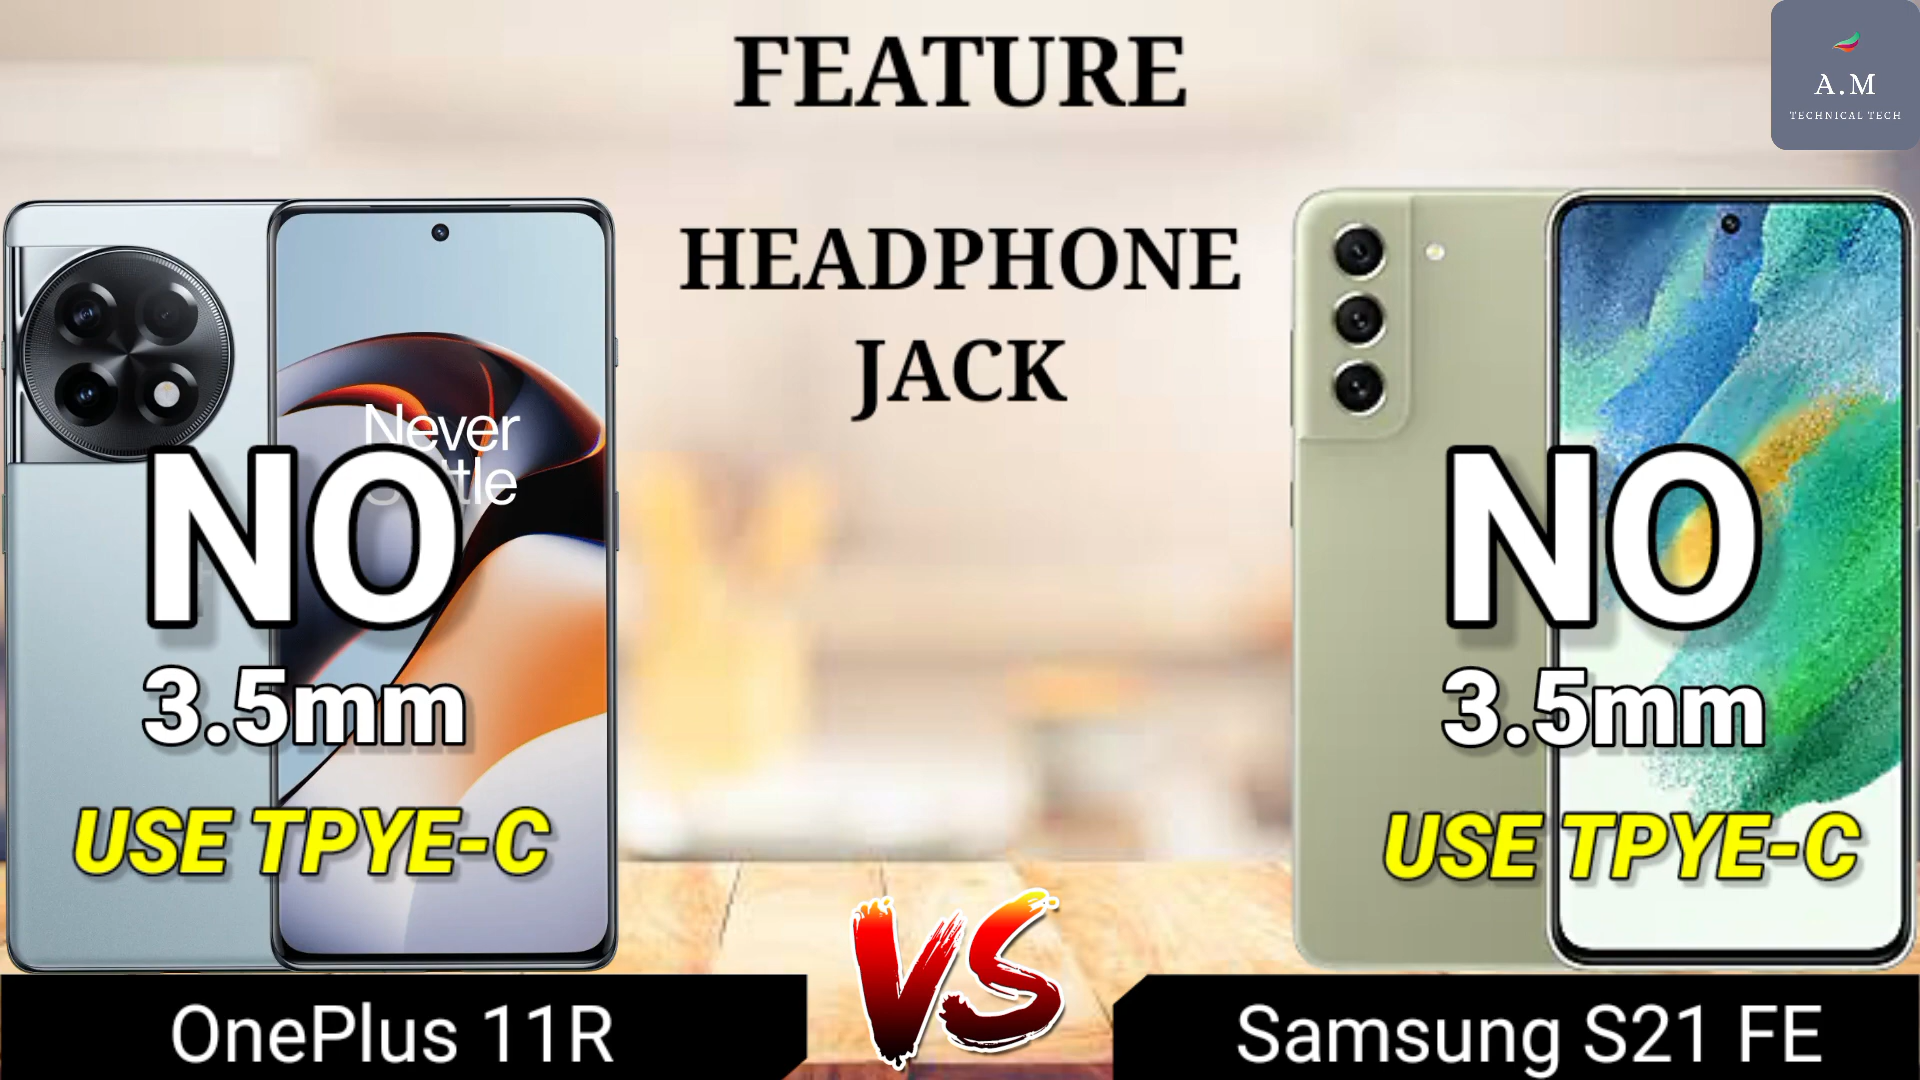 FEATURE
A.M
TECHNICAL TECH
HEADPHONE
JACK
Never
NO
3.5mm
USE TPYE-C
NO
3.5mm
USE TPYE-C
VS
OnePlus 11R
Samsung S21 FE